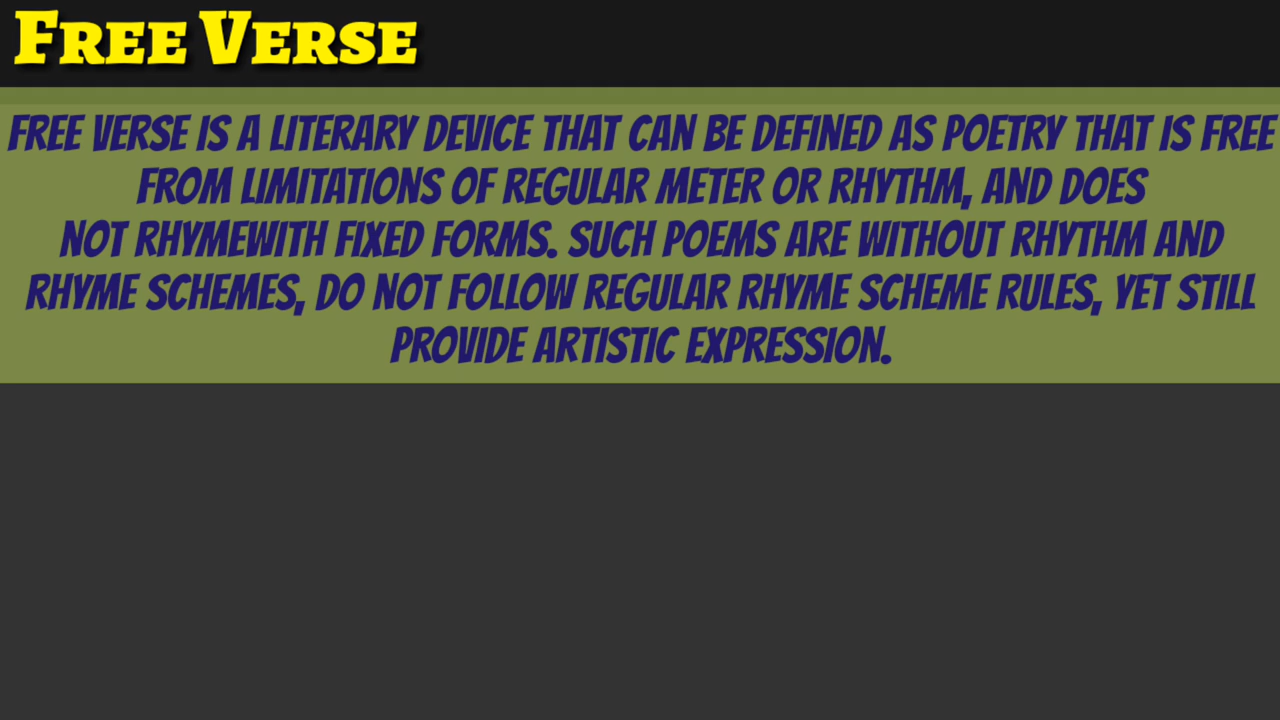 Free Verse
FREE VERSE IS A LITERARY DEVICE THAT CAN BE DEFINED AS POETRY THAT IS FREE
FROM LIMITATIONS OF REGULAR METER OR RHYTHM, AND DOES
NOT RHYMEWITH FIXED FORMS. SUCH POEMS ARE WITHOUT RHYTHM AND
RHYME SCHEMES, DO NOT FOLLOW REGULAR RHYME SCHEME RULES, YET STILL
PROVIDE ARTISTIC EXPRESSION.